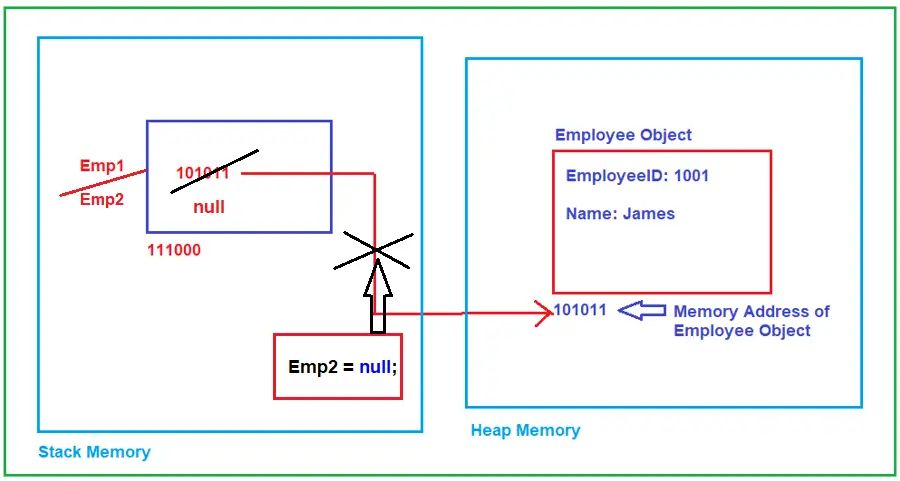 Emp1
Emp2
101011
null
111000
Emp2 = null;
Stack Memory
Employee Object
EmployeeID: 1001
Name: James
101011
Memory Address of
Employee Object
Heap Memory